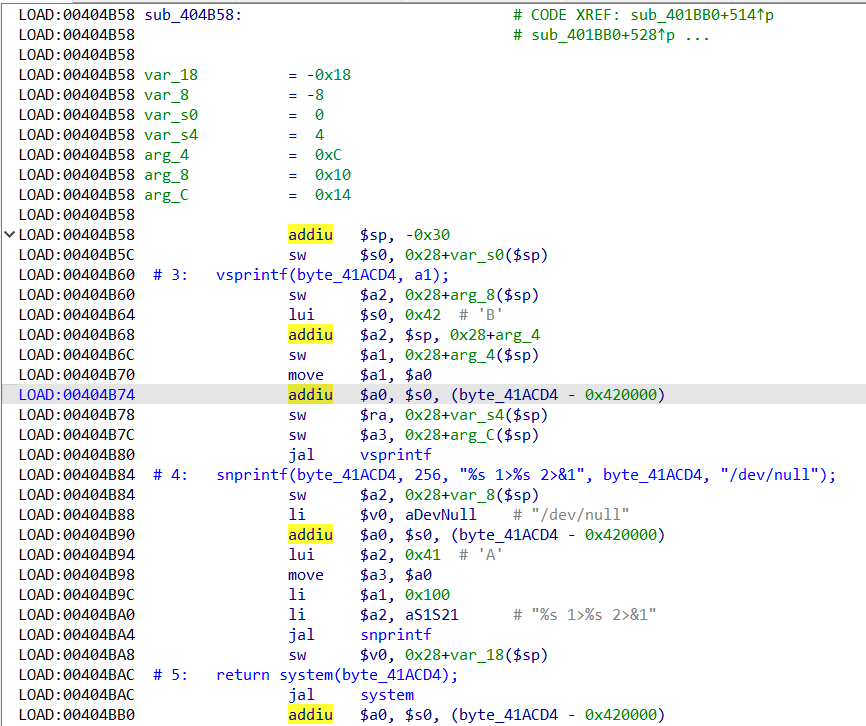 LOAD:00404B58 sub_404B58: # CODE XREF: sub_401BB0+514↑p
LOAD:00404B58 # sub_401BB0+528↑p ...
LOAD:00404B58
LOAD:00404B58 var_18 = -0x18
LOAD:00404B58 var_8 = -8
LOAD:00404B58 var_s0 = 0
LOAD:00404B58 var_s4 = 4
LOAD:00404B58 arg_4 = 0xC
LOAD:00404B58 arg_8 = 0x10
LOAD:00404B58 arg_C = 0x14
LOAD:00404B58
LOAD:00404B58 addiu $sp, -0x30
LOAD:00404B5C sw $s0, 0x28+var_s0($sp)
LOAD:00404B60 # 3: vsprintf(byte_41ACD4, a1);
LOAD:00404B60 sw $a2, 0x28+arg_8($sp)
LOAD:00404B64 lui $s0, 0x42 # 'B'
LOAD:00404B68 addiu $a2, $sp, 0x28+arg_4
LOAD:00404B6C sw $a1, 0x28+arg_4($sp)
LOAD:00404B70 move $a1, $a0
LOAD:00404B74 addiu $a0, $s0, (byte_41ACD4 - 0x420000)
LOAD:00404B78 sw $ra, 0x28+var_s4($sp)
LOAD:00404B7C sw $a3, 0x28+arg_C($sp)
LOAD:00404B80 jal vsprintf
LOAD:00404B84 # 4: snprintf(byte_41ACD4, 256, "%s 1>%s 2>&1", byte_41ACD4, "/dev/null");
LOAD:00404B84 sw $a2, 0x28+var_8($sp)
LOAD:00404B88 li $v0, aDevNull # "/dev/null"
LOAD:00404B90 addiu $a0, $s0, (byte_41ACD4 - 0x420000)
LOAD:00404B94 lui $a2, 0x41 # 'A'
LOAD:00404B98 move $a3, $a0
LOAD:00404B9C li $a1, 0x100
LOAD:00404BA0 li $a2, aS1S21 # "%s 1>%s 2>&1"
LOAD:00404BA4 jal snprintf
LOAD:00404BA8 sw $v0, 0x28+var_18($sp)
LOAD:00404BAC # 5: return system(byte_41ACD4);
LOAD:00404BAC jal system
LOAD:00404BB0 addiu $a0, $s0, (byte_41ACD4 - 0x420000)